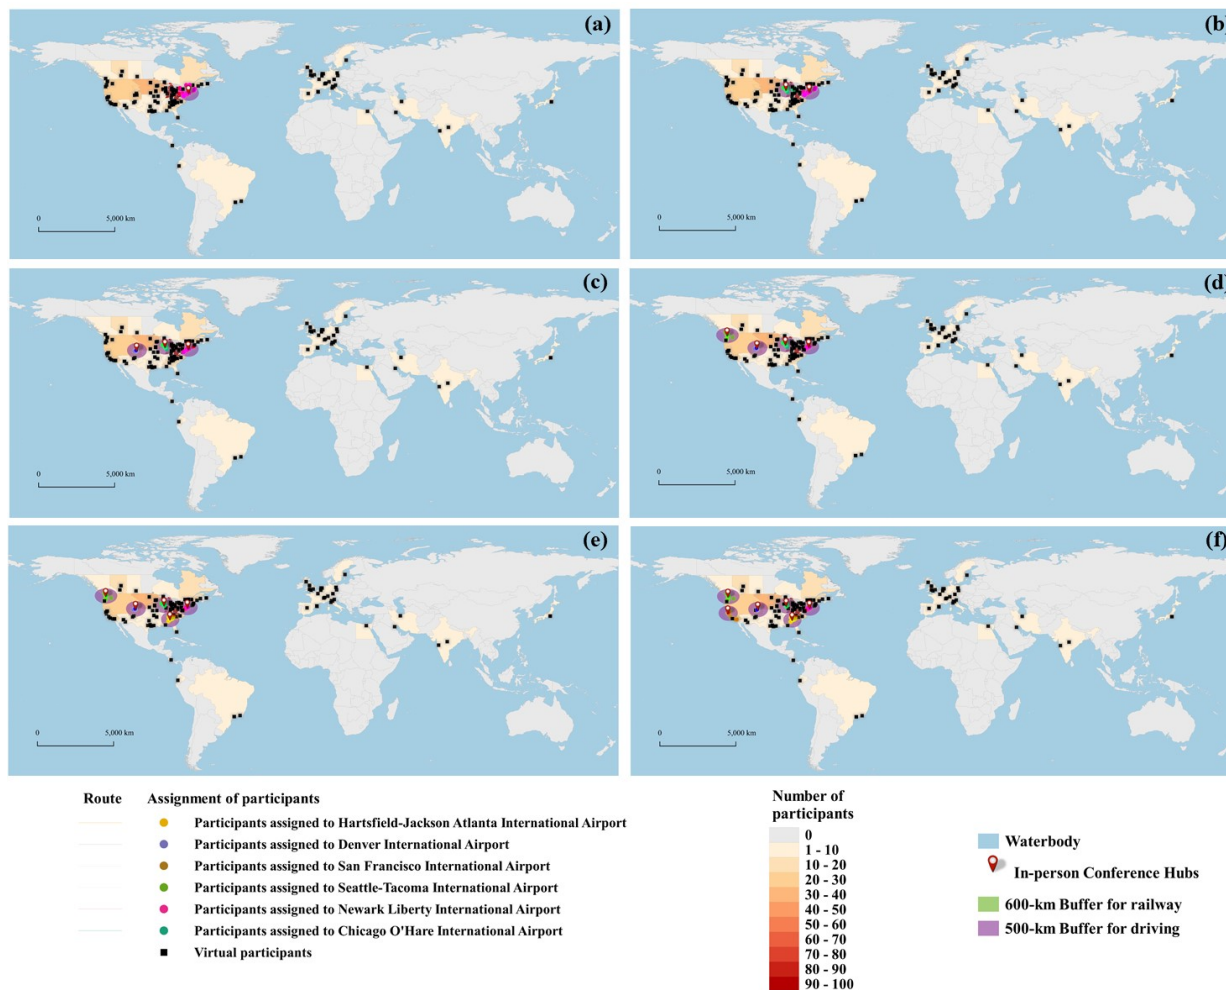 (a)
(b)
0 5,000 km
0 5,000 km
(c)
(d)
0 5,000 km
0 5,000 km
(e)
(f)
0 5,000 km
0 5,000 km
Route Assignment of participants
Participants assigned to Hartsfield-Jackson Atlanta International Airport
Participants assigned to Denver International Airport
Participants assigned to San Francisco International Airport
Participants assigned to Seattle-Tacoma International Airport
Participants assigned to Newark Liberty International Airport
Participants assigned to Chicago O'Hare International Airport
Virtual participants
Number of
participants
0
1 - 10
10 - 20
20 - 30
30 - 40
40 - 50
50 - 60
60 - 70
70 - 80
80 - 90
90 - 100
Waterbody
In-person Conference Hubs
600-km Buffer for railway
500-km Buffer for driving